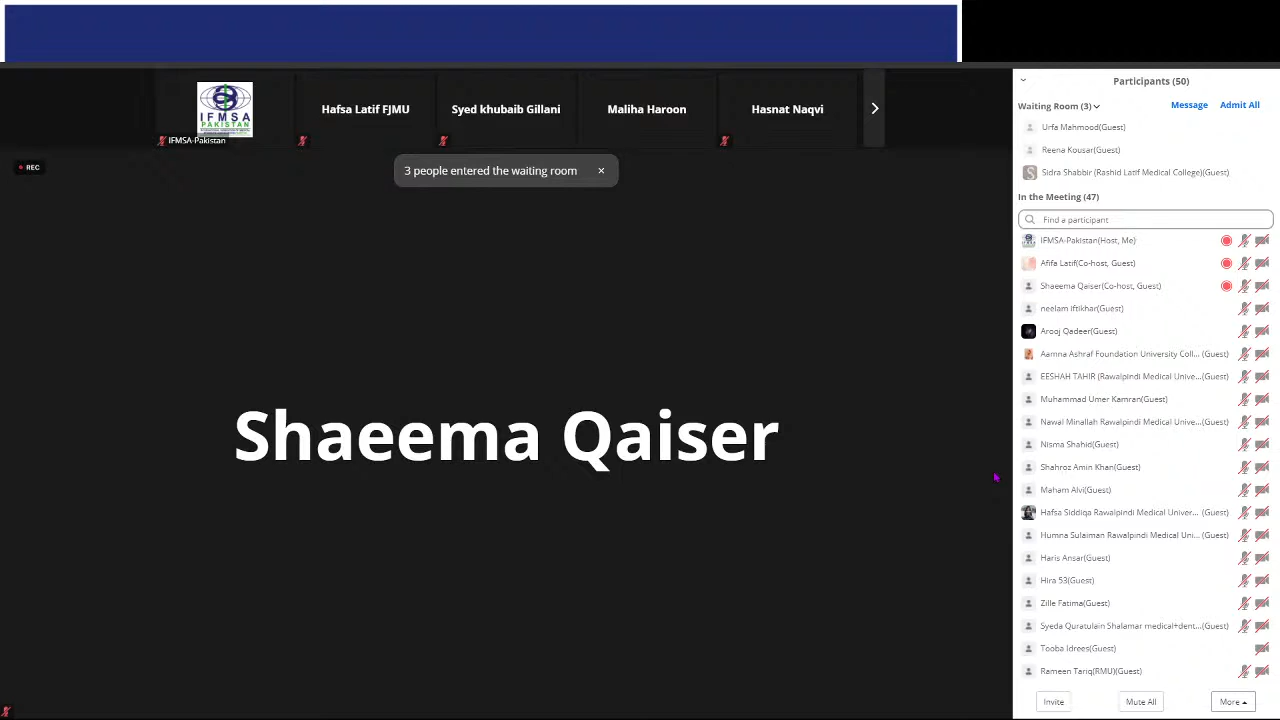 IFMSA
PAKISTAN
IFMSA-Pakistan
Hafsa Latif FJMU
Syed khubaib Gillani
Maliha Haroon
Hasnat Naqvi
REC
3 people entered the waiting room
Shaeema Qaiser
Participants (50)
Waiting Room (3)
Message
Admit All
Urfa Mahmood(Guest)
Reena Kousar(Guest)
S
Sidra Shabbir (Rashid Latif Medical College)(Guest)
In the Meeting (47)
Find a participant
IFMSA-Pakistan(Host, Me)
Afifa Latif(Co-host, Guest)
Shaeema Qaiser(Co-host, Guest)
neelam iftikhar(Guest)
Arooj Qadeer(Guest)
Aamna Ashraf Foundation University Coll... (Guest)
EESHAH TAHIR (Rawalpindi Medical Unive...(Guest)
Muhammad Umer Kamran(Guest)
Nawal Minallah Rawalpindi Medical Unive...(Guest)
Nisma Shahid(Guest)
Shahroz Amin Khan(Guest)
Maham Alvi(Guest)
Hafsa Siddiqa Rawalpindi Medical Univer... (Guest)
Humna Sulaiman Rawalpindi Medical Uni... (Guest)
Haris Ansar(Guest)
Hira 53(Guest)
Zille Fatima(Guest)
Syeda Quratulain Shalamar medical+dent...(Guest)
Tooba Idrees(Guest)
Rameen Tariq(RMU)(Guest)
Invite
Mute All
More